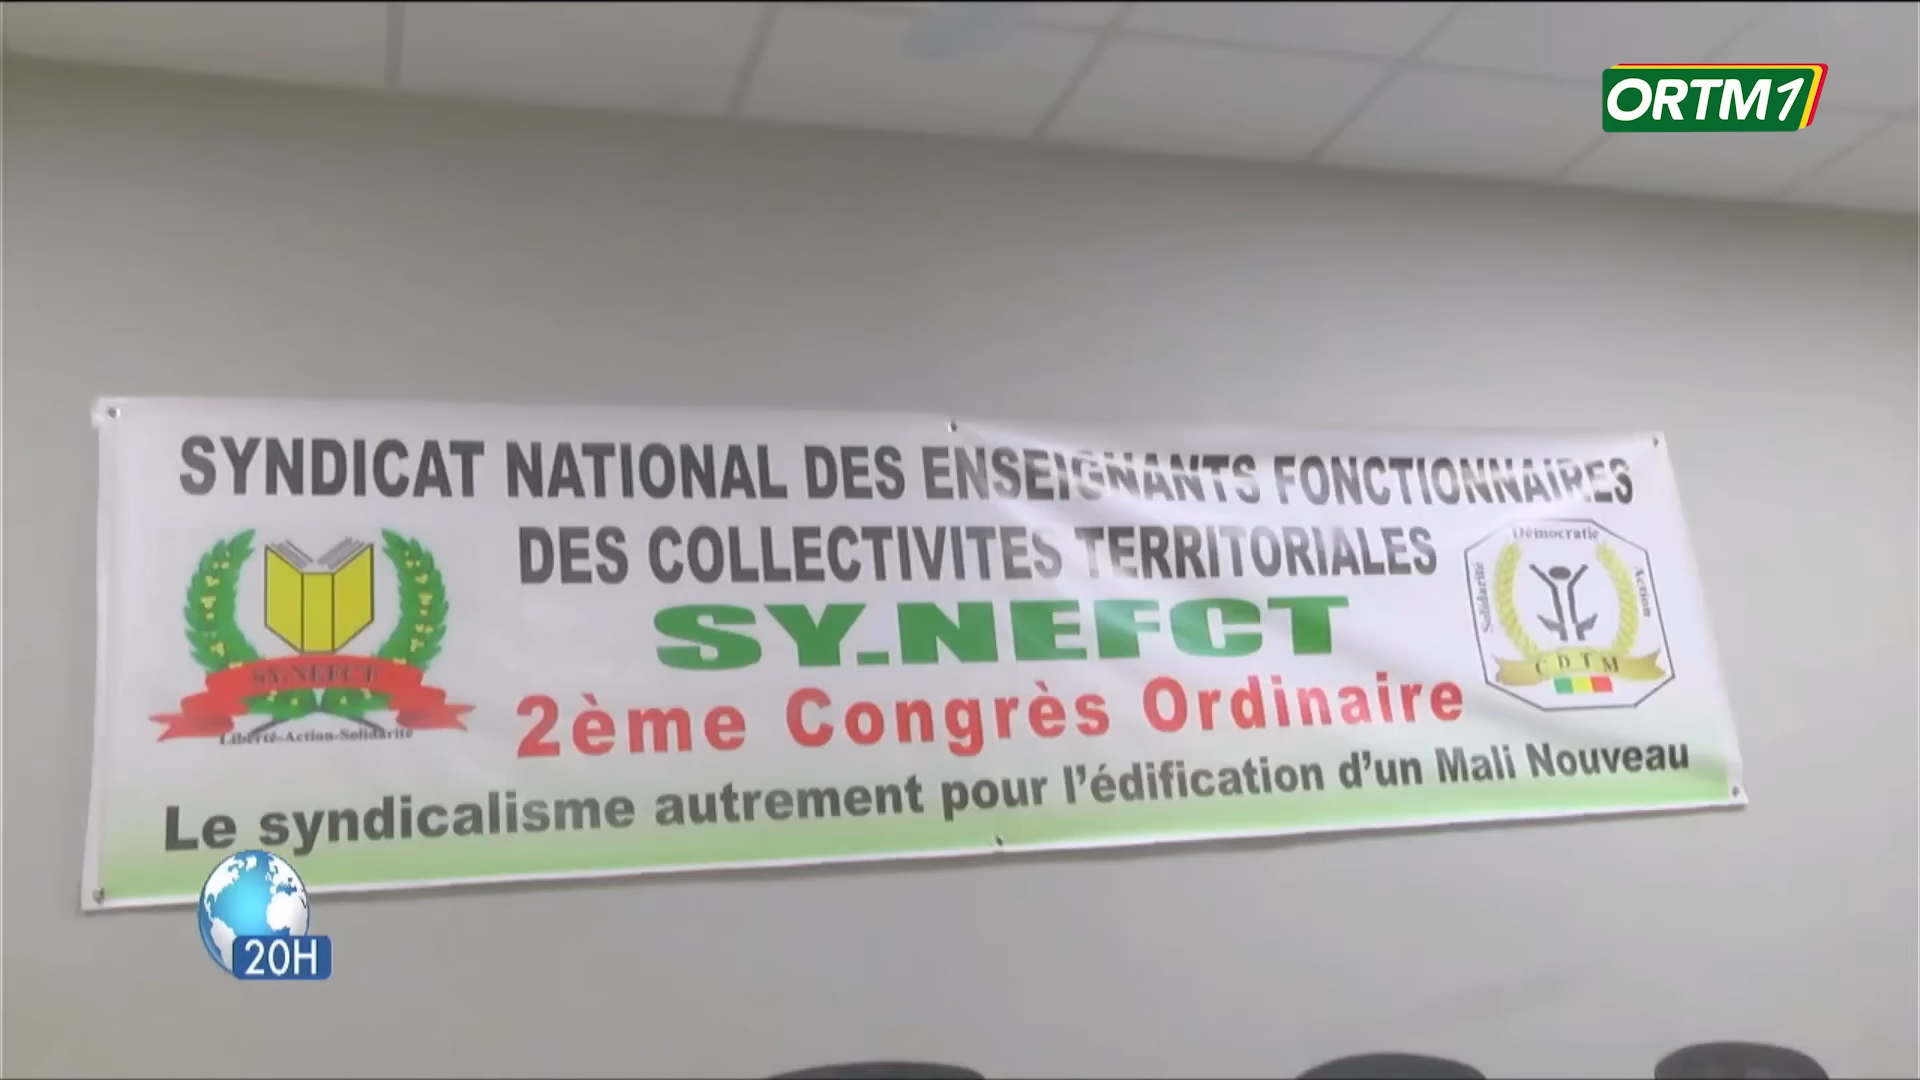 ORTM1
SYNDICAT NATIONAL DES ENSEIGNANTS FONCTIONNAIRES
DES COLLECTIVITES TERRITORIALES
SY.NEFCT
2ème Congrès Ordinaire
Le syndicalisme autrement pour l'édification d'un Mali Nouveau
SY.NEFCT
Liberté-Action-Solidarité
Solidarité
Démocratie
Action
CDTM
20H